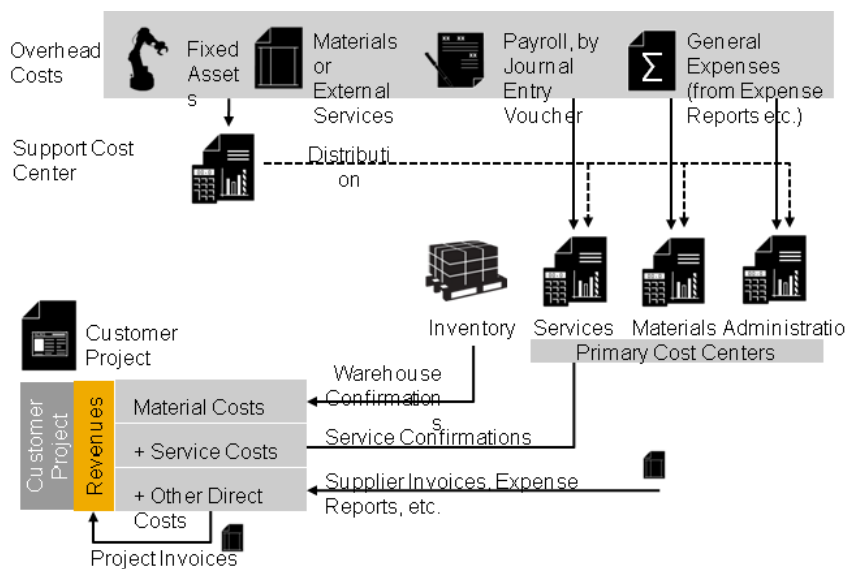 Overhead
Costs
Fixed
Asset
s
Materials
or
External
Services
Payroll, by
Journal
Entry
Voucher
Σ
General
Expenses
(from Expense
Reports etc.)
Support Cost
Center
Distributi
on
Inventory
Services
Materials
Administratio
Primary Cost Centers
Customer
Project
Warehouse
Confirmation
s
Customer
Project
Revenues
Material Costs
+ Service Costs
Service Confirmations
+ Other Direct
Costs
Supplier Invoices, Expense
Reports, etc.
Project Invoices